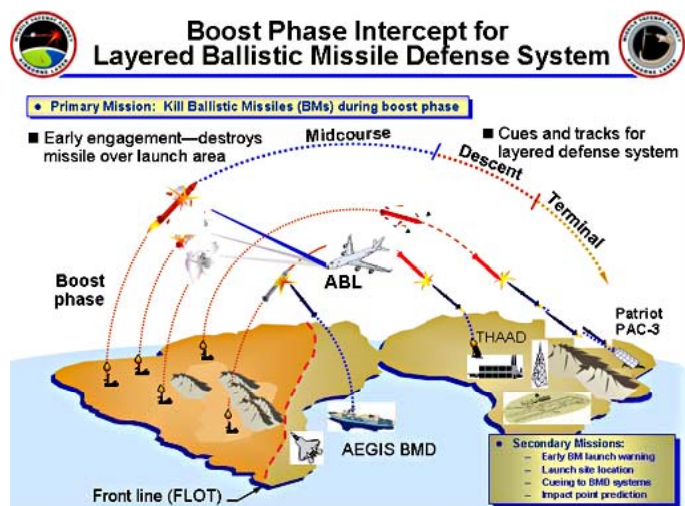 Boost Phase Intercept for
Layered Ballistic Missile Defense System
• Primary Mission: Kill Ballistic Missiles (BMs) during boost phase
■ Early engagement—destroys
missile over launch area
Midcourse
■ Cues and tracks for
layered defense system
Descent
Terminal
Boost
phase
ABL
Patriot
PAC-3
THAAD
AEGIS BMD
Front line (FLOT)
• Secondary Missions:
– Early BM launch warning
– Launch site location
– Cueing to BMD systems
– Impact point prediction